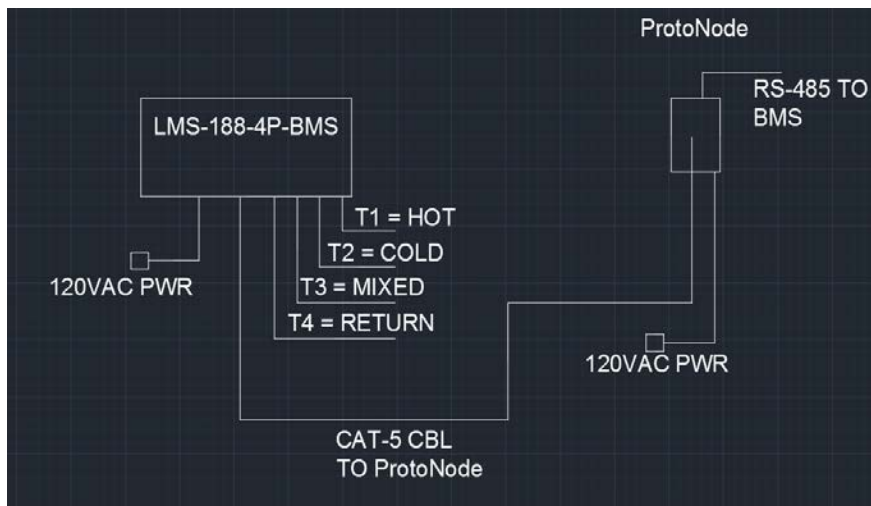 ProtoNode
RS-485 TO
BMS
LMS-188-4P-BMS
T1 = HOT
T2 = COLD
T3 = MIXED
T4 = RETURN
120VAC PWR
120VAC PWR
CAT-5 CBL
TO ProtoNode